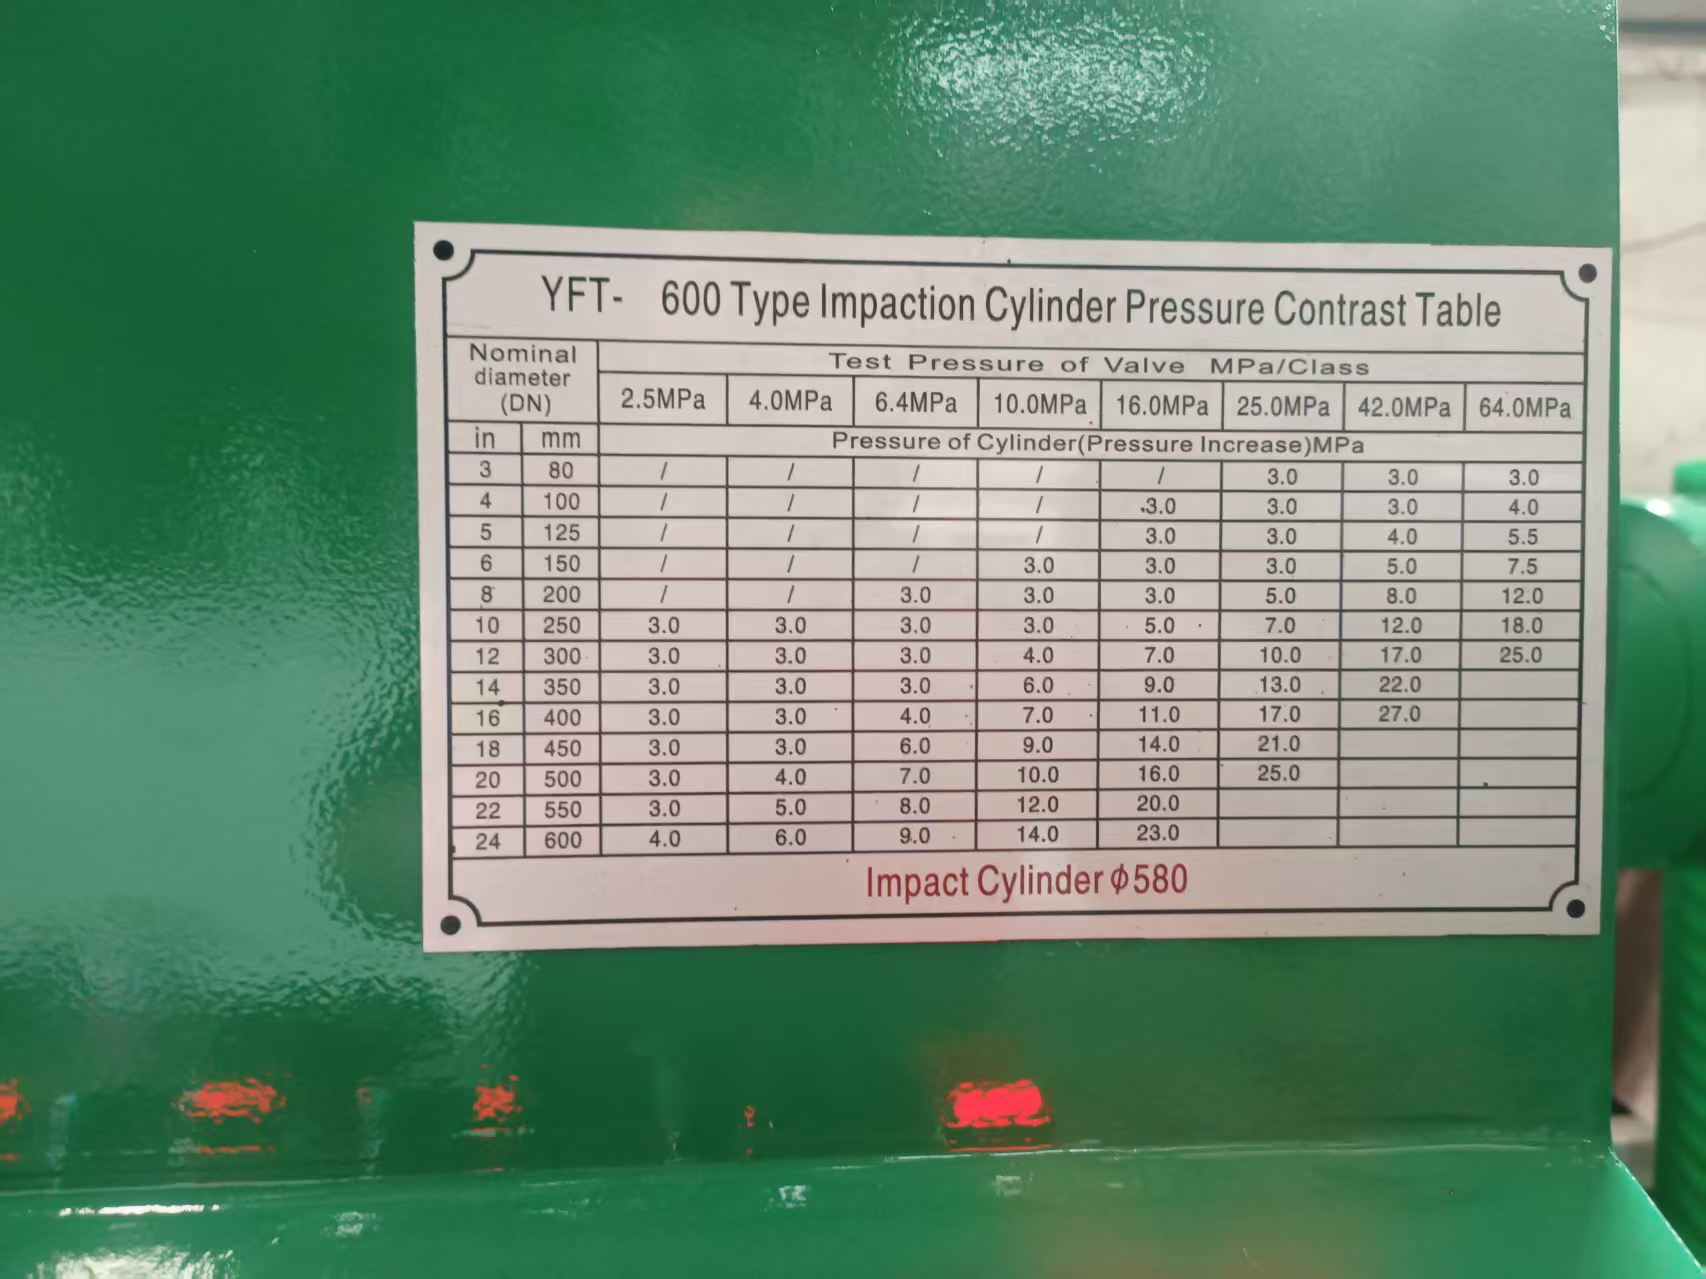 YFT- 600 Type Impaction Cylinder Pressure Contrast Table
Nominal diameter (DN)
Test Pressure of Valve MPa/Class
2.5MPa 4.0MPa 6.4MPa 10.0MPa 16.0MPa 25.0MPa 42.0MPa 64.0MPa
in mm Pressure of Cylinder(Pressure Increase)MPa
3 80 / / / / / 3.0 3.0 3.0
4 100 / / / / 3.0 3.0 3.0 4.0
5 125 / / / / 3.0 3.0 4.0 5.5
6 150 / / / 3.0 3.0 3.0 5.0 7.5
8 200 / / 3.0 3.0 3.0 5.0 8.0 12.0
10 250 3.0 3.0 3.0 3.0 5.0 7.0 12.0 18.0
12 300 3.0 3.0 3.0 4.0 7.0 10.0 17.0 25.0
14 350 3.0 3.0 3.0 6.0 9.0 13.0 22.0
16 400 3.0 3.0 4.0 7.0 11.0 17.0 27.0
18 450 3.0 3.0 6.0 9.0 14.0 21.0
20 500 3.0 4.0 7.0 10.0 16.0 25.0
22 550 3.0 5.0 8.0 12.0 20.0
24 600 4.0 6.0 9.0 14.0 23.0
Impact Cylinder ϕ580